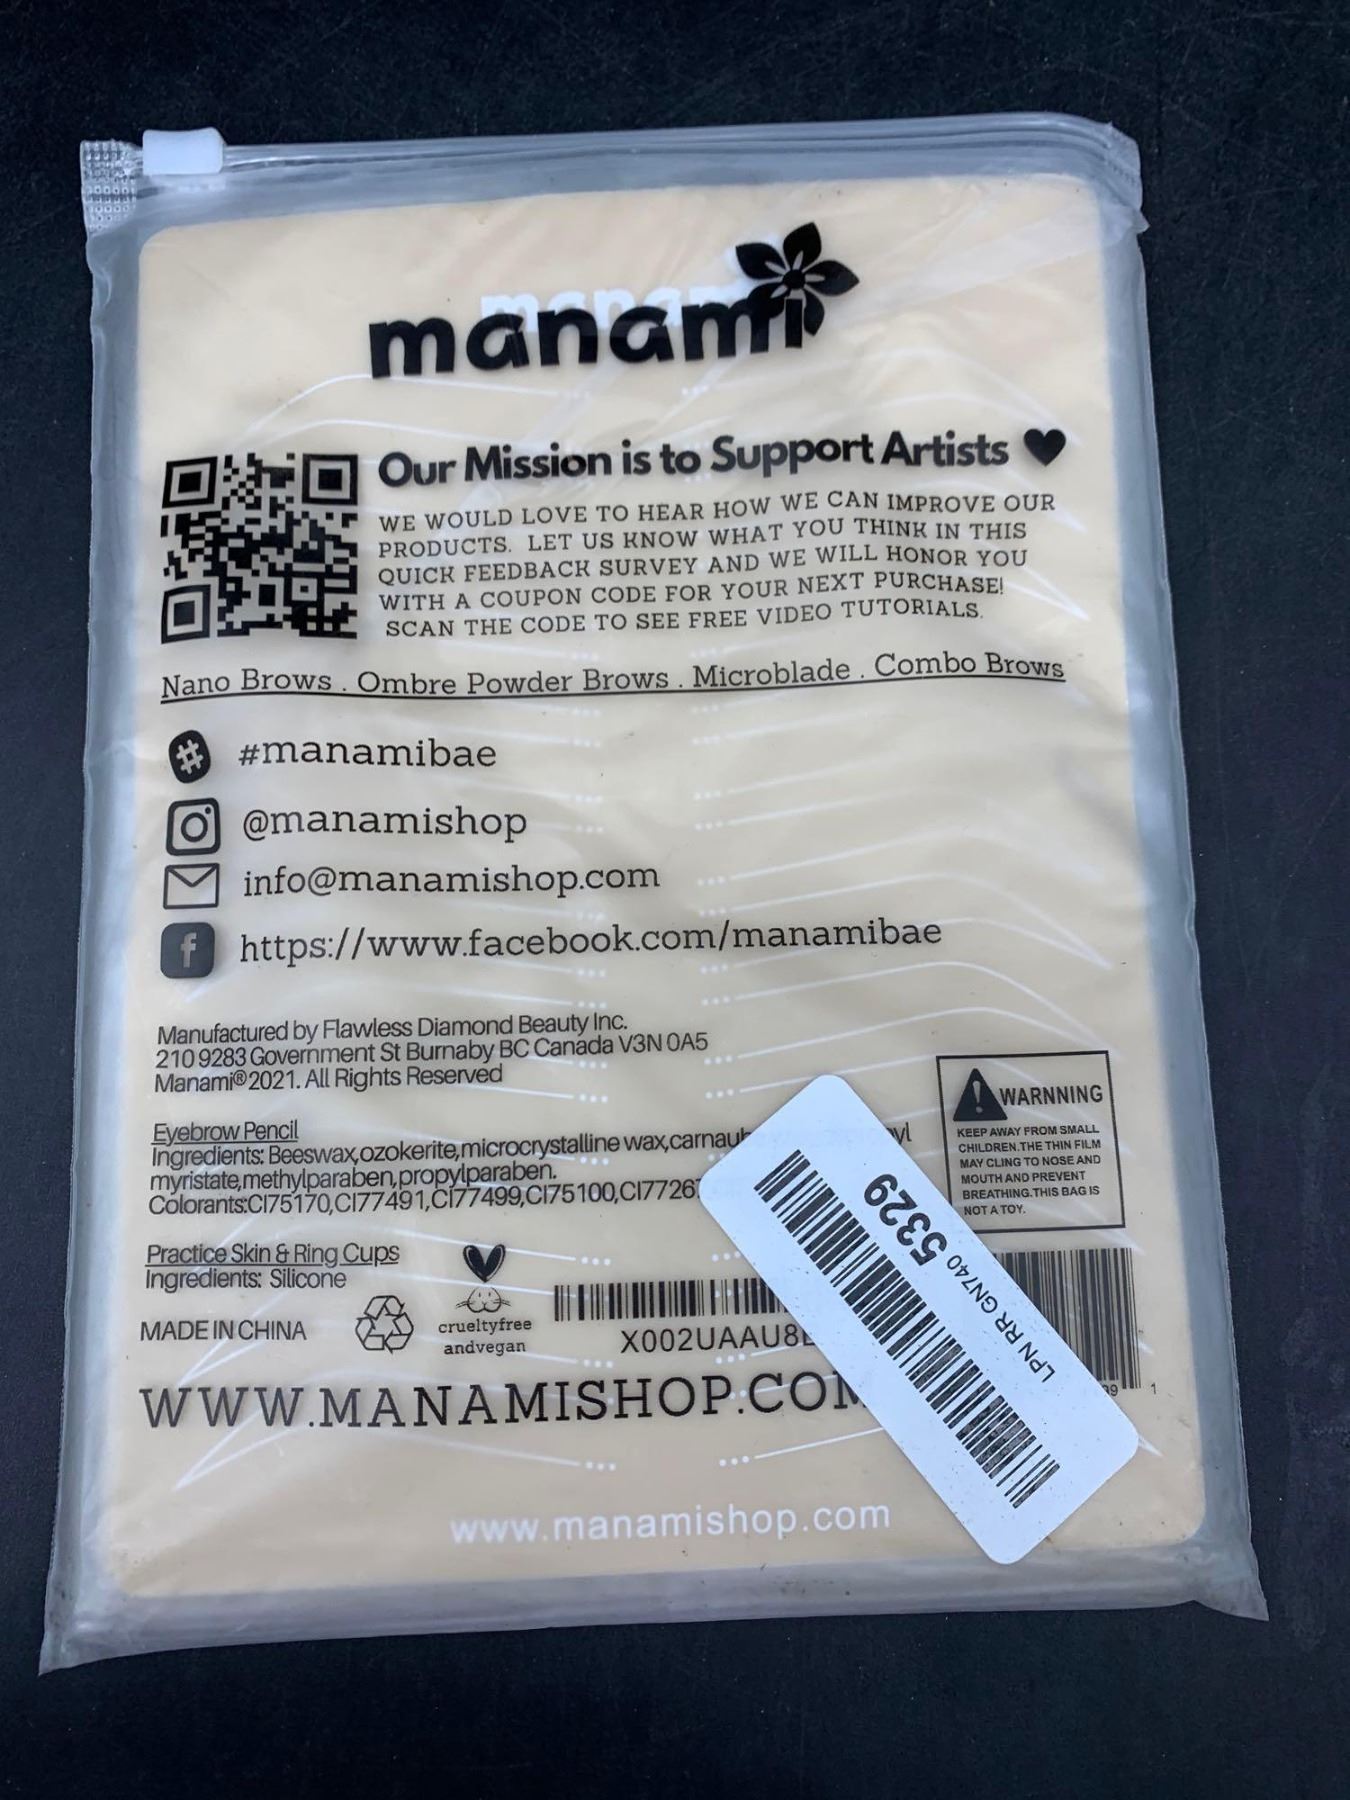 manami
Our Mission is to Support Artists
WE WOULD LOVE TO HEAR HOW WE CAN IMPROVE OUR
PRODUCTS. LET US KNOW WHAT YOU THINK IN THIS
QUICK FEEDBACK SURVEY AND WE WILL HONOR YOU
WITH A COUPON CODE FOR YOUR NEXT PURCHASE!
SCAN THE CODE TO SEE FREE VIDEO TUTORIALS.
Nano Brows . Ombre Powder Brows . Microblade . Combo Brows
#manamibae
@manamishop
info@manamishop.com
https://www.facebook.com/manamibae
Manufactured by Flawless Diamond Beauty Inc.
210 9283 Government St Burnaby BC Canada V3N 0A5
Manami®2021. All Rights Reserved
Eyebrow Pencil
Ingredients: Beeswax,ozokerite,microcrystalline wax,
myristate,methylparaben,propylparaben.
Colorants:CI75170,CI77491,CI77499,CI75100,
WARNNING
KEEP AWAY FROM SMALL
CHILDREN.THE THIN FILM
MAY CLING TO NOSE AND
MOUTH AND PREVENT
BREATHING.THIS BAG IS
NOT A TOY.
Practice Skin & Ring Cups
Ingredients: Silicone
MADE IN CHINA
crueltyfree
andvegan
X002UAAU8
LPN RR GN740 5329
WWW.MANAMISHOP.COM
www.manamishop.com